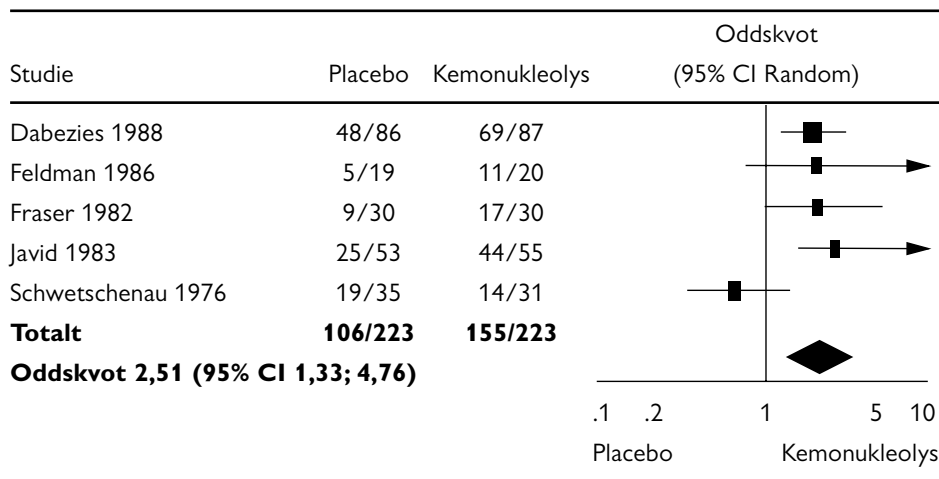 Oddskvot
Studie Placebo Kemonukleolys (95% CI Random)
Dabezies 1988 48/86 69/87
Feldman 1986 5/19 11/20
Fraser 1982 9/30 17/30
Javid 1983 25/53 44/55
Schwetschenau 1976 19/35 14/31
Totalt 106/223 155/223
Oddskvot 2,51 (95% CI 1,33; 4,76)
.1 .2 1 5 10
Placebo Kemonukleolys